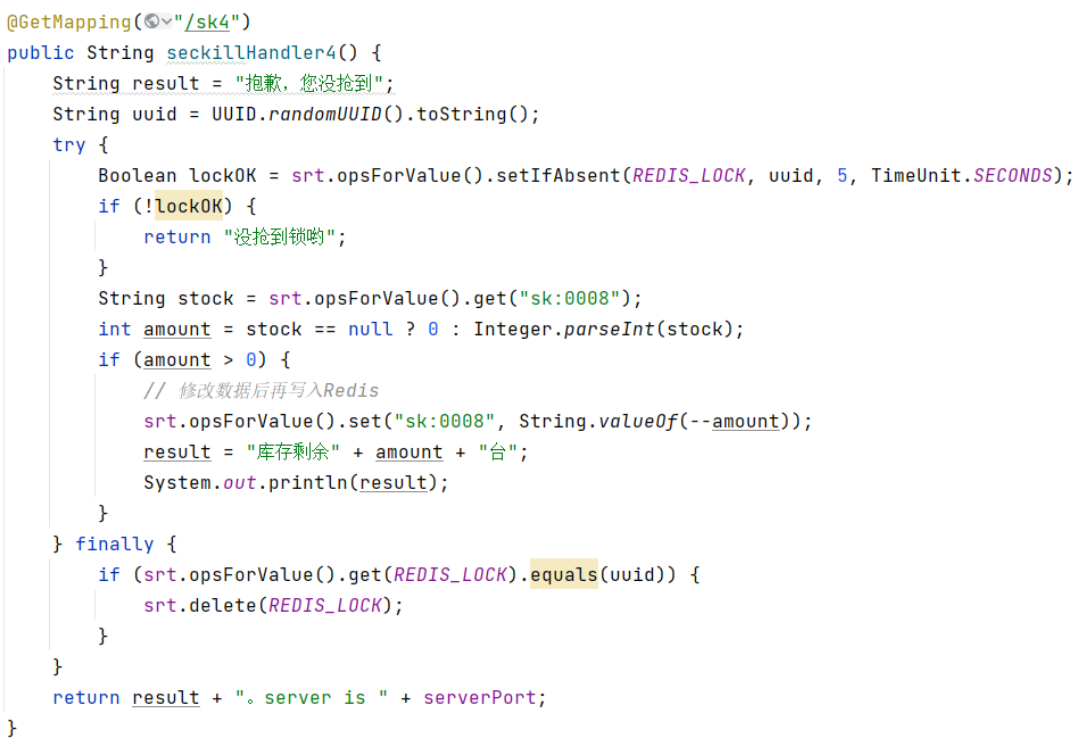 @GetMapping("/sk4")
public String seckillHandler4() {
    String result = "抱歉，您没抢到";
    String uuid = UUID.randomUUID().toString();
    try {
        Boolean lockOK = srt.opsForValue().setIfAbsent(REDIS_LOCK, uuid, 5, TimeUnit.SECONDS);
        if (!lockOK) {
            return "没抢到锁哟";
        }
        String stock = srt.opsForValue().get("sk:0008");
        int amount = stock == null ? 0 : Integer.parseInt(stock);
        if (amount > 0) {
            // 修改数据后再写入Redis
            srt.opsForValue().set("sk:0008", String.valueOf(--amount));
            result = "库存剩余" + amount + "台";
            System.out.println(result);
        }
    } finally {
        if (srt.opsForValue().get(REDIS_LOCK).equals(uuid)) {
            srt.delete(REDIS_LOCK);
        }
    }
    return result + "。server is " + serverPort;
}